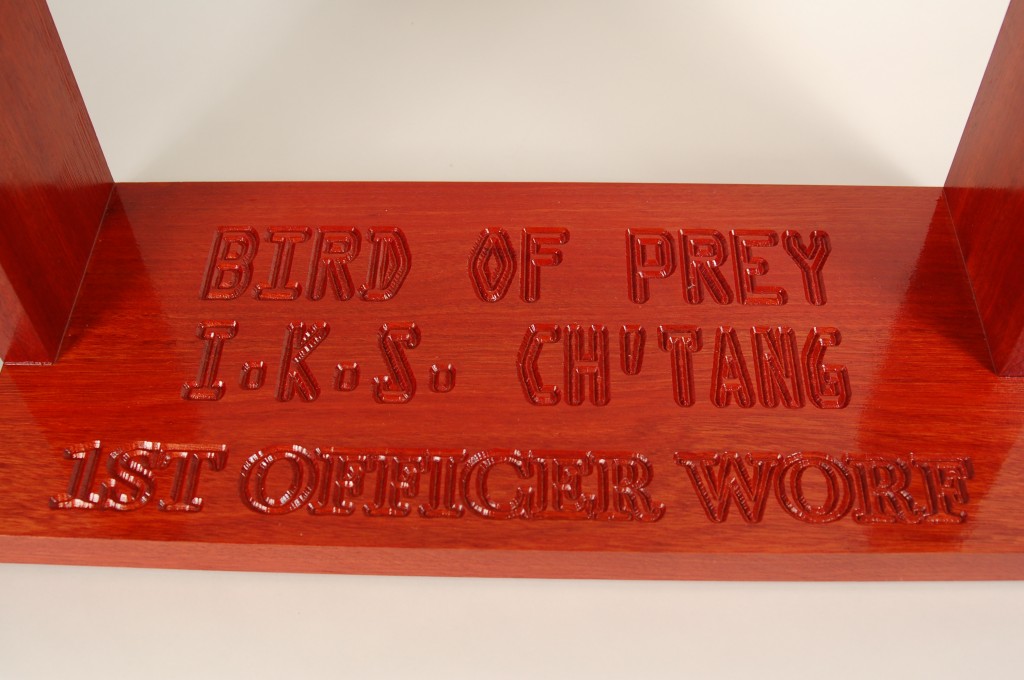 BIRD OF PREY
I.K.S. CH'TANG
1ST OFFICER WORF